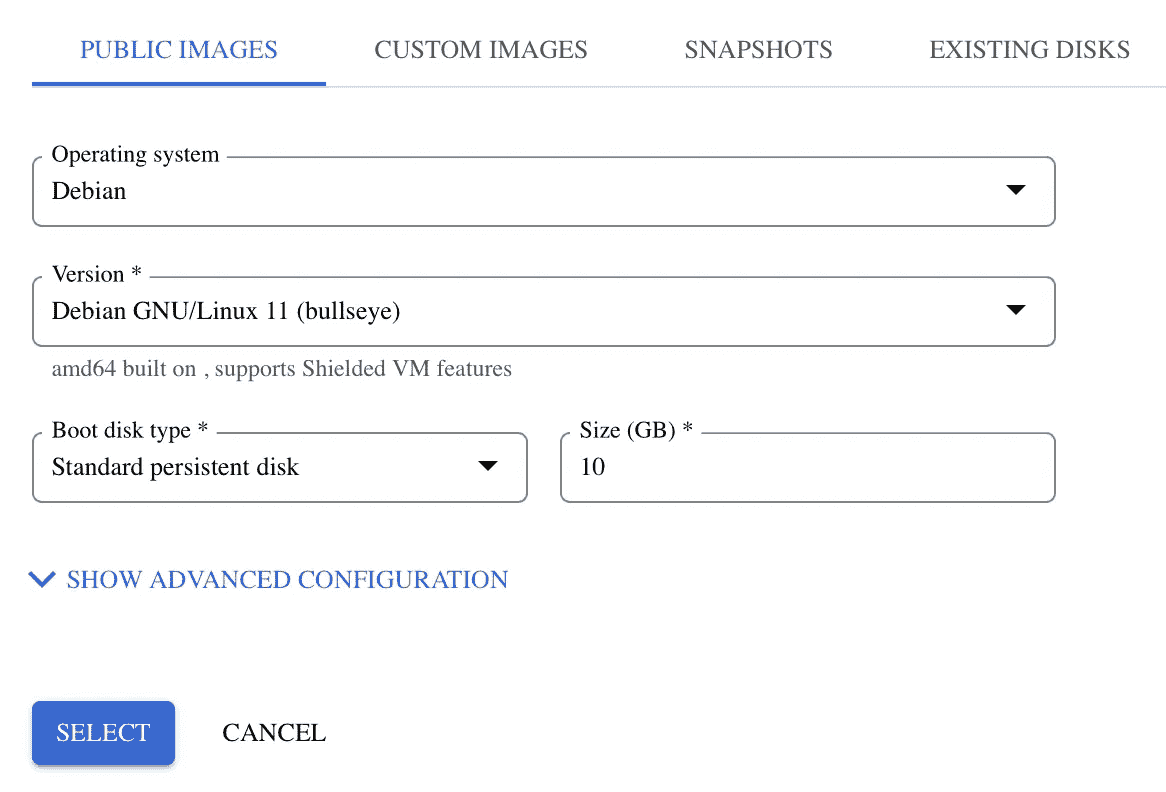 PUBLIC IMAGES CUSTOM IMAGES SNAPSHOTS EXISTING DISKS
Operating system
Debian
Version *
Debian GNU/Linux 11 (bullseye)
amd64 built on , supports Shielded VM features
Boot disk type * Size (GB) *
Standard persistent disk 10
SHOW ADVANCED CONFIGURATION
SELECT CANCEL